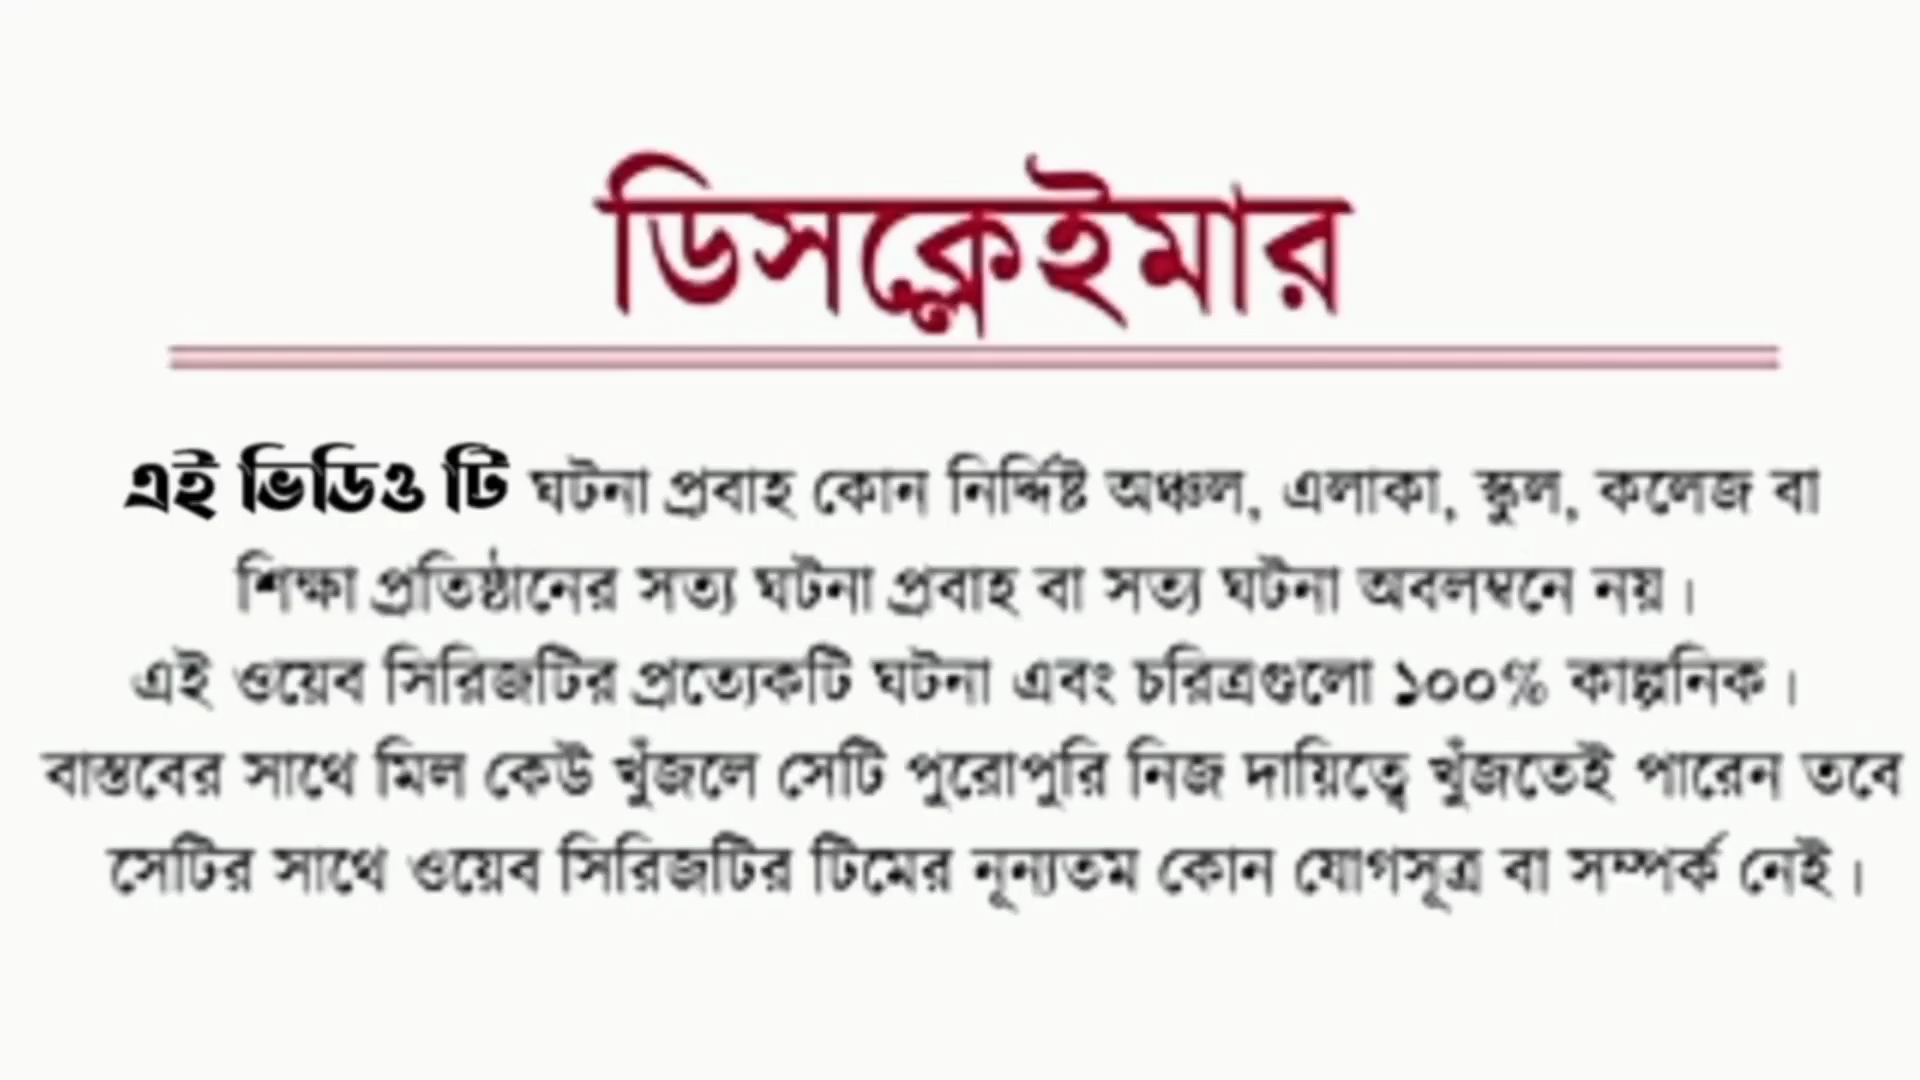 ডিসক্লেইমার
এই ভিডিও টি ঘটনা প্রবাহ কোন নির্দ্দিষ্ট অঞ্চল, এলাকা, স্কুল, কলেজ বা
শিক্ষা প্রতিষ্ঠানের সত্য ঘটনা প্রবাহ বা সত্য ঘটনা অবলম্বনে নয়।
এই ওয়েব সিরিজটির প্রত্যেকটি ঘটনা এবং চরিত্রগুলো ১০০% কাল্পনিক।
বাস্তবের সাথে মিল কেউ খুঁজলে সেটি পুরোপুরি নিজ দায়িত্বে খুঁজতেই পারেন তবে
সেটির সাথে ওয়েব সিরিজটির টিমের নূন্যতম কোন যোগসূত্র বা সম্পর্ক নেই।